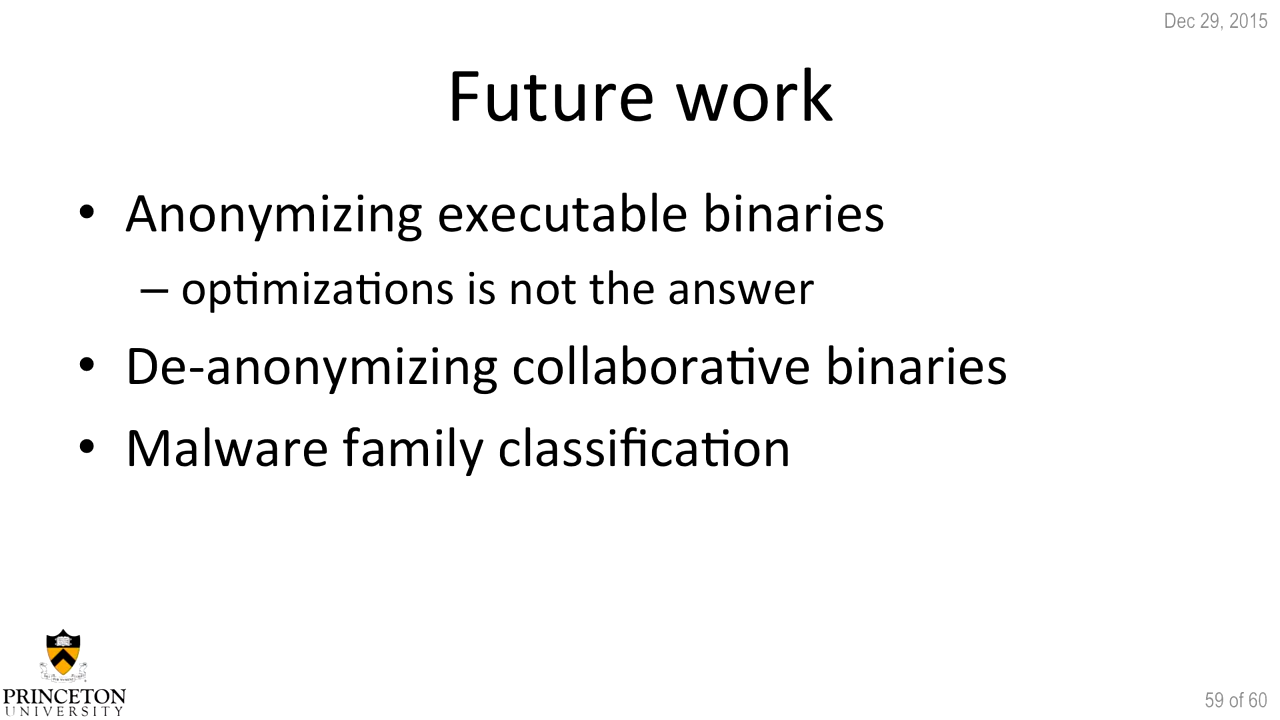 Dec 29, 2015
Future work
• Anonymizing executable binaries
– optimizations is not the answer
• De-anonymizing collaborative binaries
• Malware family classification
PRINCETON
UNIVERSITY
59 of 60